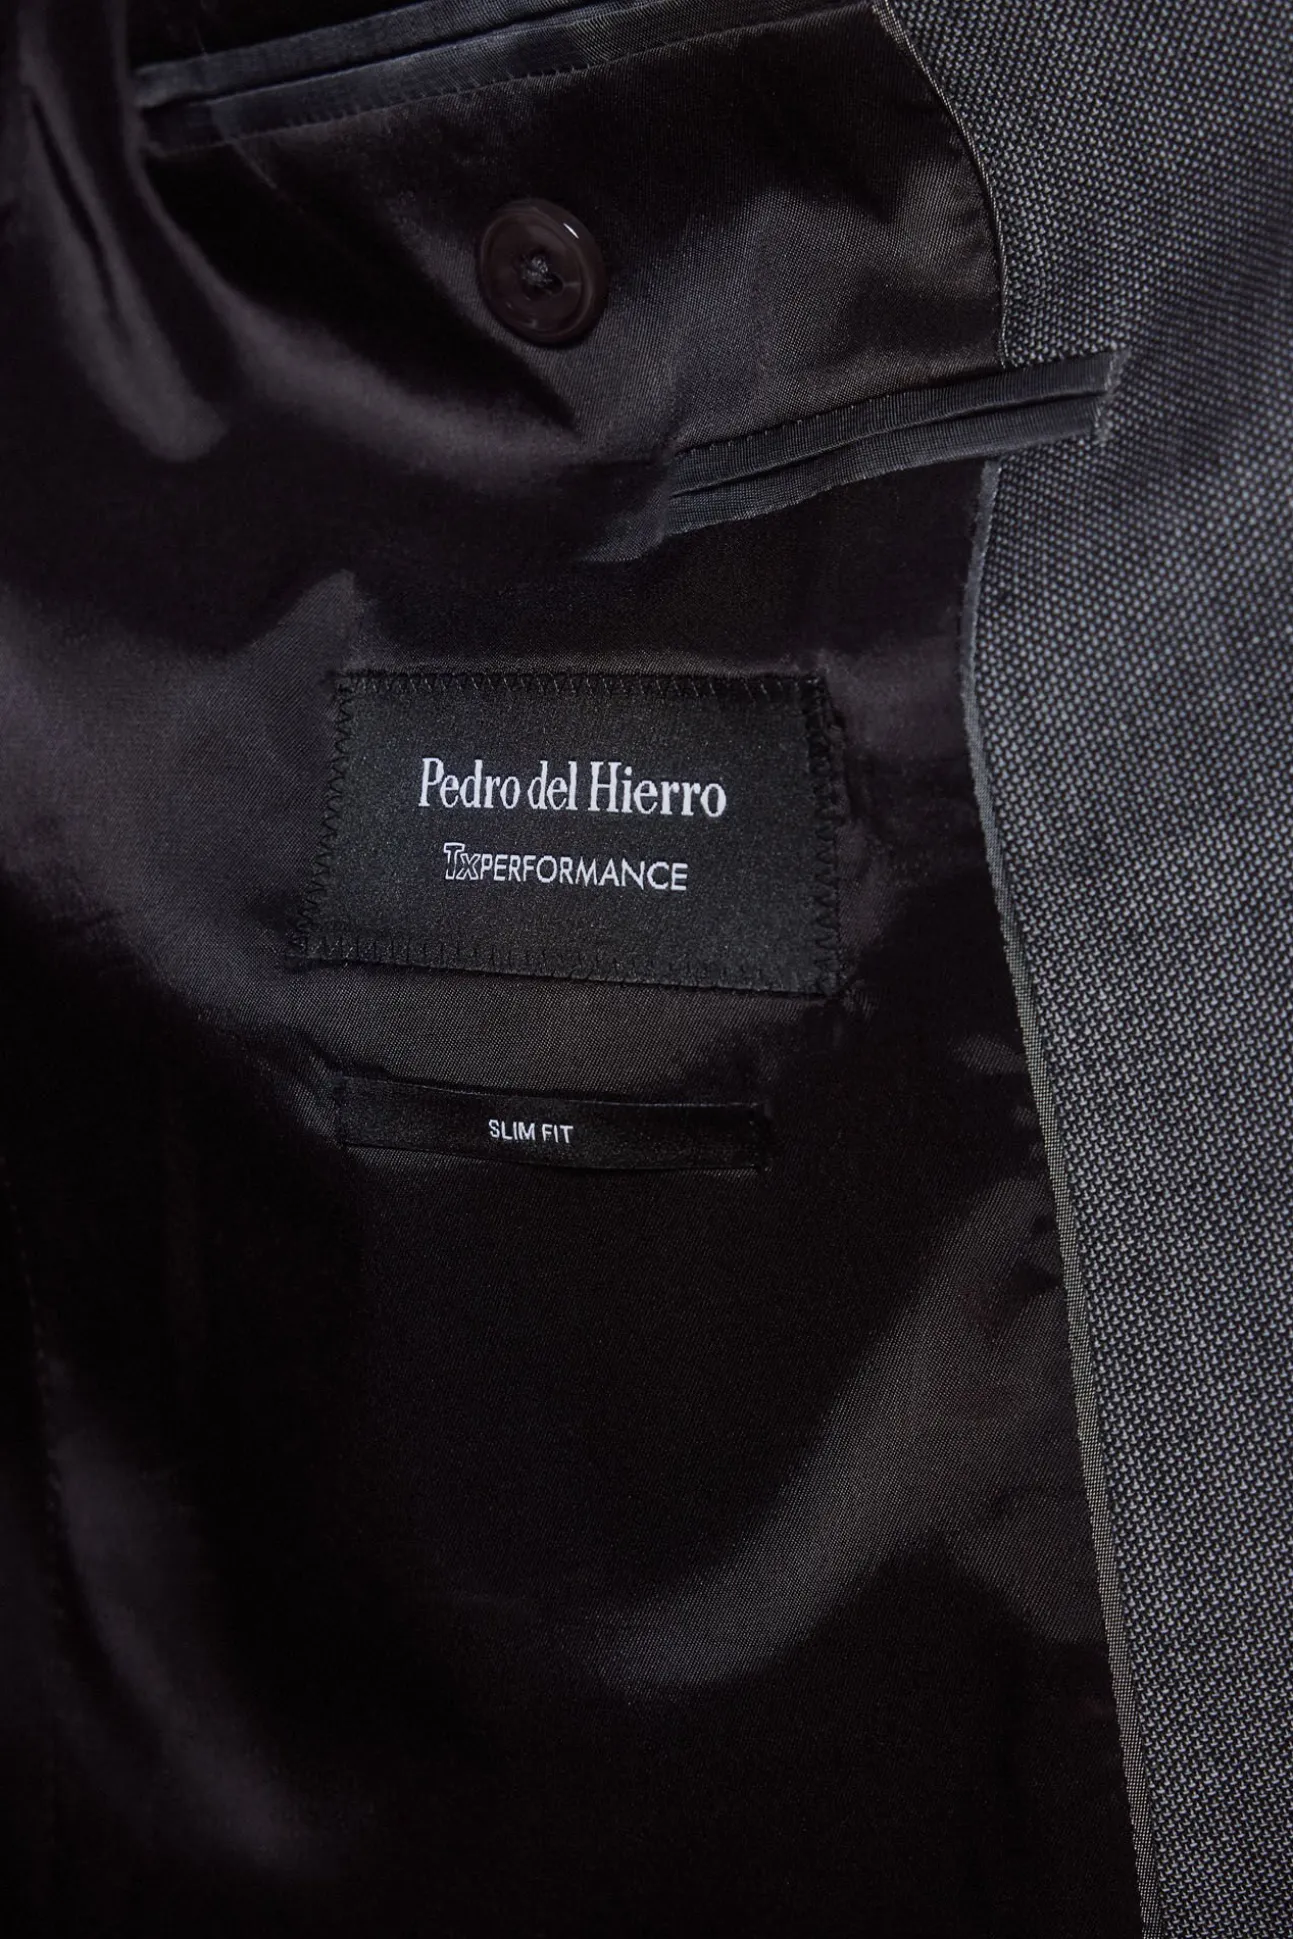 Pedro del Hierro
TxPERFORMANCE
SLIM FIT